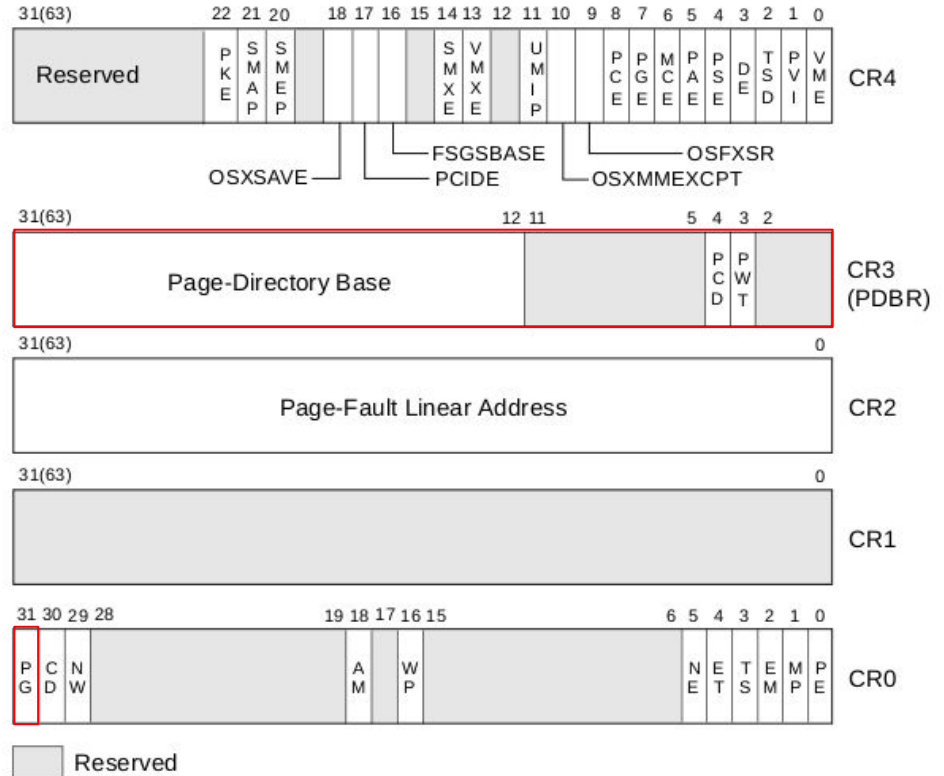 31(63) 22 21 20 18 17 16 15 14 13 12 11 10 9 8 7 6 5 4 3 2 1 0
Reserved PKE SMAP SMEP SMXE VMXE UMIP PCE PGE MCE PAE PSE DE TSD PVI VME CR4
FSGSBASE OSFXSR
OSXSAVE PCIDE OSXMMEXCPT
31(63) 12 11 5 4 3 2
Page-Directory Base PCD PWT CR3
(PDBR)
31(63) 0
Page-Fault Linear Address CR2
31(63) 0
CR1
31 30 29 28 19 18 17 16 15 6 5 4 3 2 1 0
PG CD NW AM WP NE ET TS EM MP PE CR0
Reserved